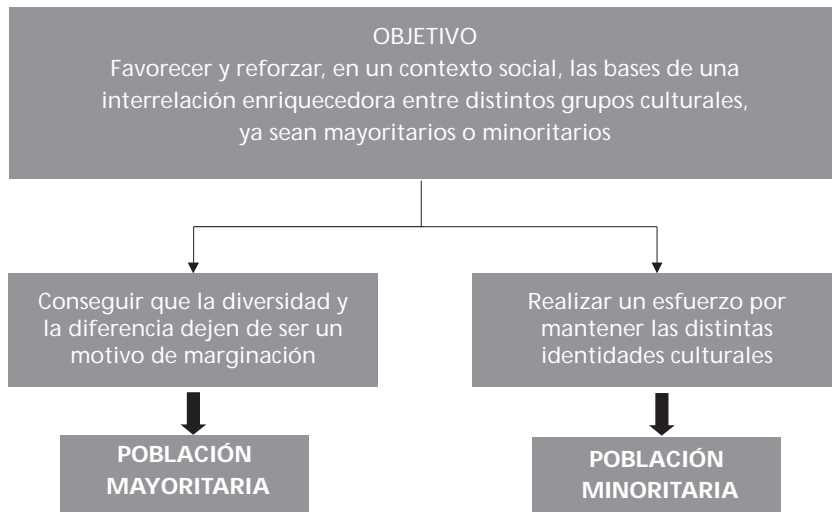 OBJETIVO
Favorecer y reforzar, en un contexto social, las bases de una
interrelación enriquecedora entre distintos grupos culturales,
ya sean mayoritarios o minoritarios
Conseguir que la diversidad y
la diferencia dejen de ser un
motivo de marginación
Realizar un esfuerzo por
mantener las distintas
identidades culturales
POBLACIÓN
MAYORITARIA
POBLACIÓN
MINORITARIA